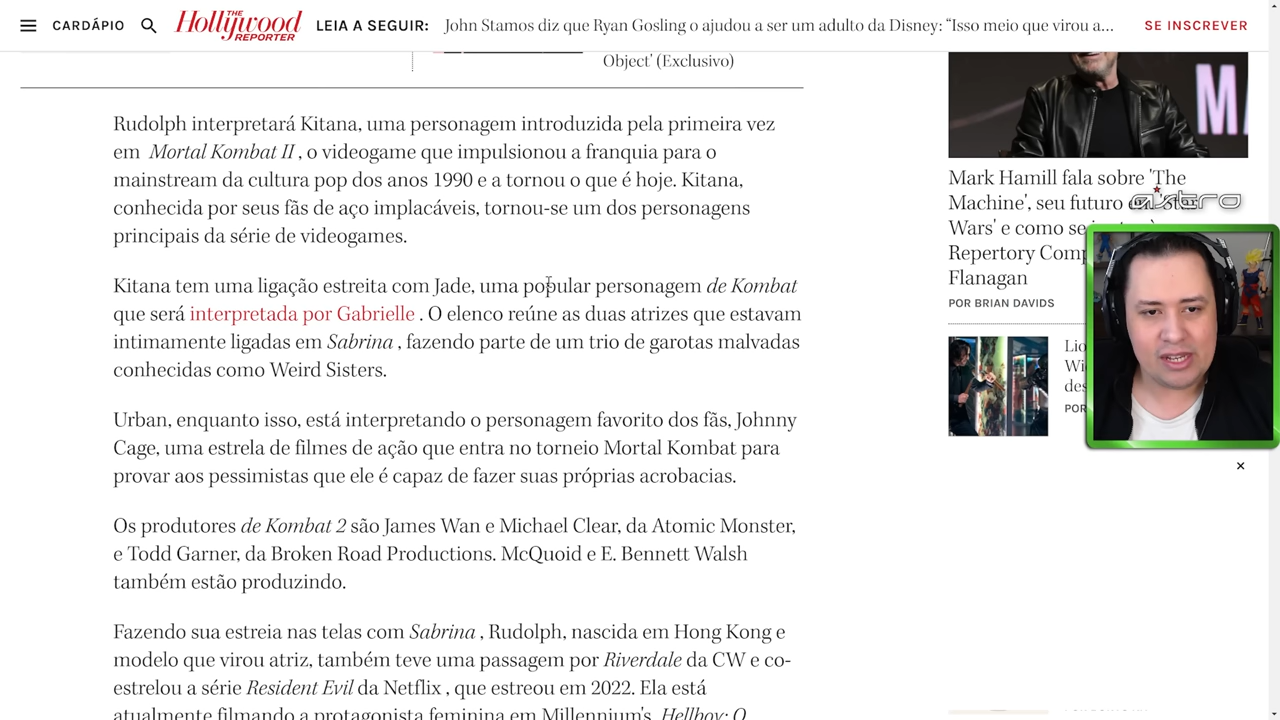 CARDÁPIO
THE Hollywood REPORTER
LEIA A SEGUIR:
John Stamos diz que Ryan Gosling o ajudou a ser um adulto da Disney: “Isso meio que virou a...
SE INSCREVER
Object' (Exclusivo)
Rudolph interpretará Kitana, uma personagem introduzida pela primeira vez
em Mortal Kombat II , o videogame que impulsionou a franquia para o
mainstream da cultura pop dos anos 1990 e a tornou o que é hoje. Kitana,
conhecida por seus fãs de aço implacáveis, tornou-se um dos personagens
principais da série de videogames.
Kitana tem uma ligação estreita com Jade, uma popular personagem de Kombat
que será interpretada por Gabrielle . O elenco reúne as duas atrizes que estavam
intimamente ligadas em Sabrina , fazendo parte de um trio de garotas malvadas
conhecidas como Weird Sisters.
Urban, enquanto isso, está interpretando o personagem favorito dos fãs, Johnny
Cage, uma estrela de filmes de ação que entra no torneio Mortal Kombat para
provar aos pessimistas que ele é capaz de fazer suas próprias acrobacias.
Os produtores de Kombat 2 são James Wan e Michael Clear, da Atomic Monster,
e Todd Garner, da Broken Road Productions. McQuoid e E. Bennett Walsh
também estão produzindo.
Fazendo sua estreia nas telas com Sabrina , Rudolph, nascida em Hong Kong e
modelo que virou atriz, também teve uma passagem por Riverdale da CW e co-
estrelou a série Resident Evil da Netflix , que estreou em 2022. Ela está
atualmente filmando a protagonista feminina em Millennium's Hellboy: O
Mark Hamill fala sobre 'The
Machine', seu futuro em 'Star
Wars' e como se
Repertory Comp
Flanagan
POR BRIAN DAVIDS
Lio
Wi
des
POR
astro